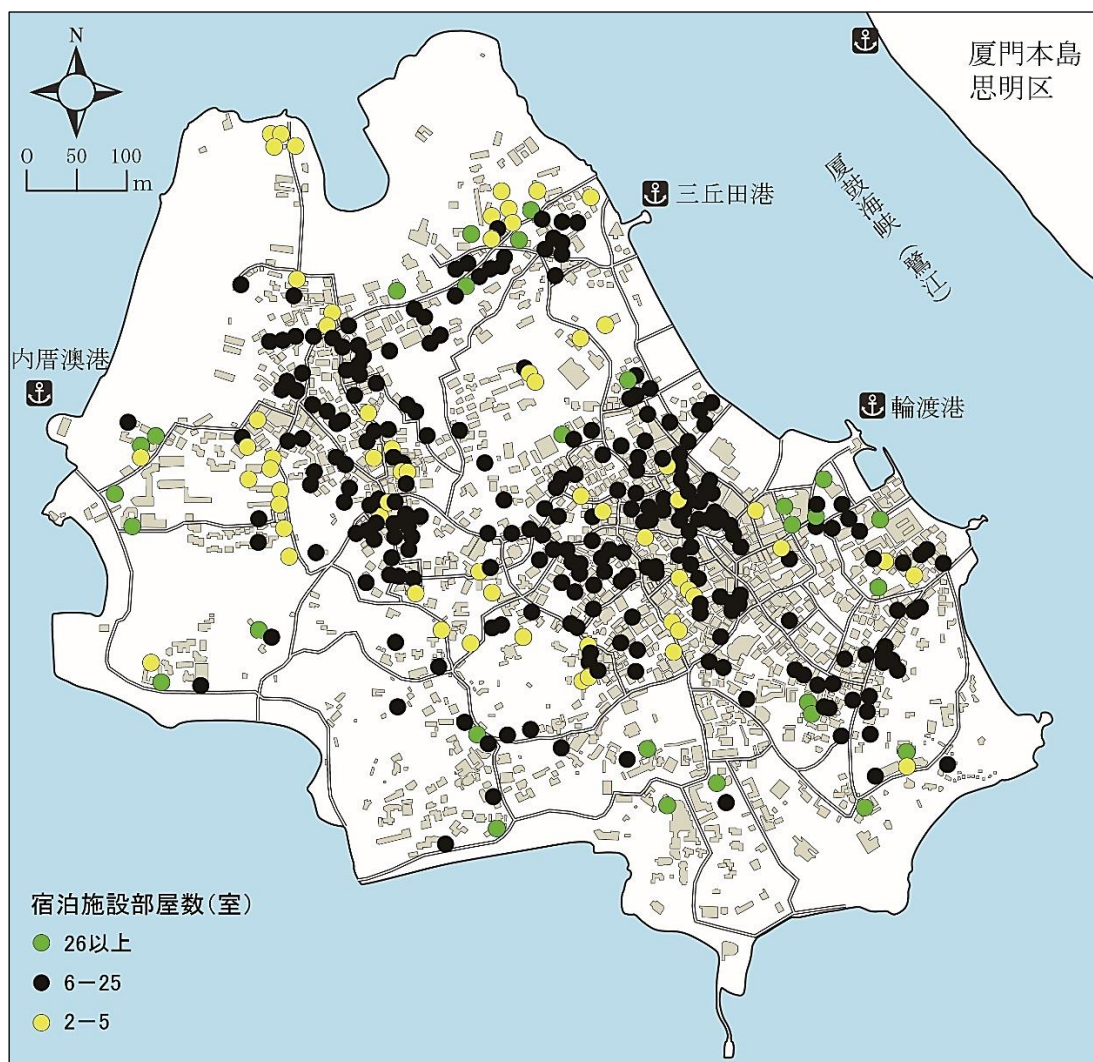 N
0 50 100
m
厦門本島
思明区
三丘田港
厦鼓海峡(鷺江)
内厝澳港
輪渡港
宿泊施設部屋数(室)
26以上
6-25
2-5